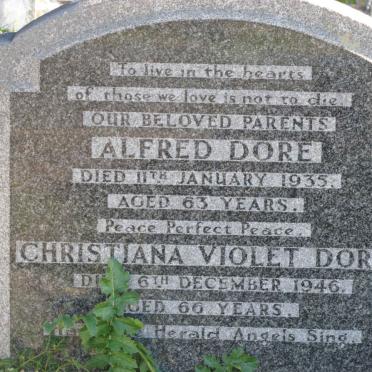 To live in the hearts
of those we love is not to die.
OUR BELOVED PARENTS
ALFRED DORE
DIED 11TH JANUARY 1935.
AGED 63 YEARS.
Peace Perfect Peace.
CHRISTIANA VIOLET DOR
DIED 6TH DECEMBER 1946.
AGED 66 YEARS.
Herald Angels Sing.